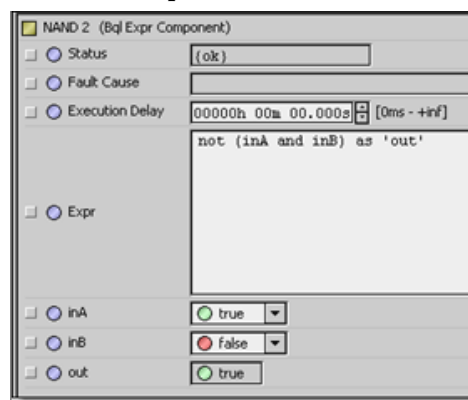 NAND 2 (Bql Expr Component)
Status {ok}
Fault Cause
Execution Delay 00000h 00m 00.000s [0ms - +inf]
not (inA and inB) as 'out'
Expr
inA true
inB false
out true